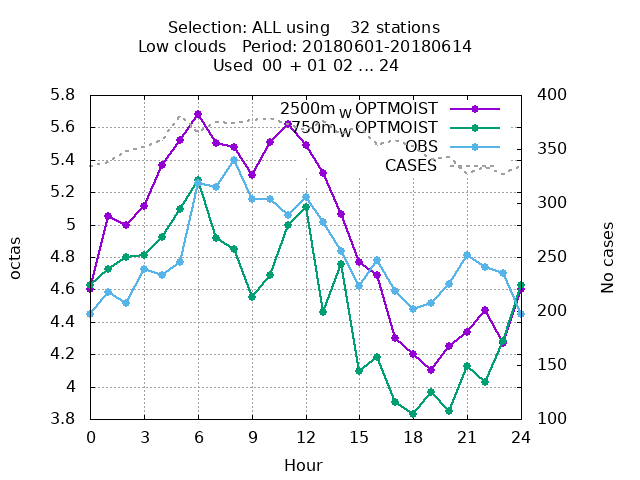 Selection: ALL using 32 stations
Low clouds Period: 20180601-20180614
Used 00 + 01 02 ... 24
2500m_W OPTMOIST
750m_W OPTMOIST
OBS
CASES
octas
No cases
5.8
5.6
5.4
5.2
5
4.8
4.6
4.4
4.2
4
3.8
400
350
300
250
200
150
100
0 3 6 9 12 15 18 21 24
Hour